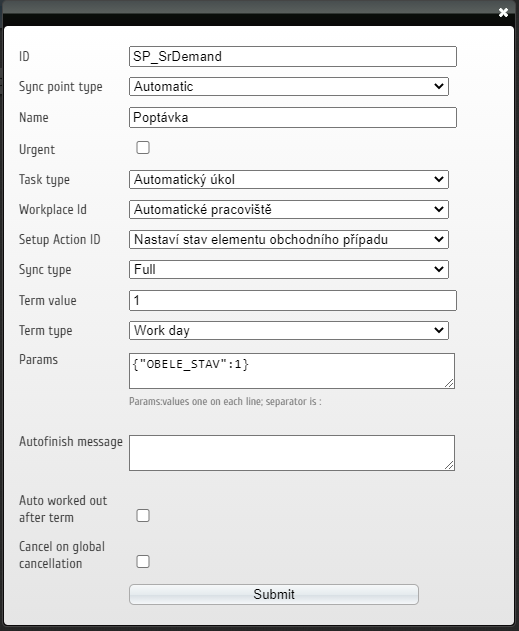 ID SP_SrDemand
Sync point type Automatic
Name Poptávka
Urgent
Task type Automatický úkol
Workplace Id Automatické pracoviště
Setup Action ID Nastaví stav elementu obchodního případu
Sync type Full
Term value 1
Term type Work day
Params {"OBELE_STAV":1}
Params:values one on each line; separator is :
Autofinish message
Auto worked out
after term
Cancel on global
cancellation
Submit